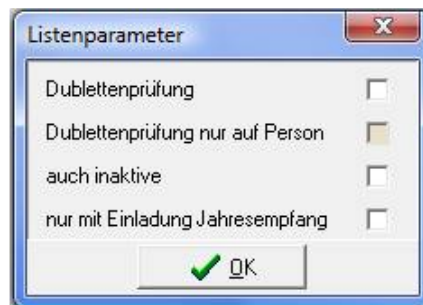 Listenparameter
Dublettenprüfung
Dublettenprüfung nur auf Person
auch inaktive
nur mit Einladung Jahresempfang
OK